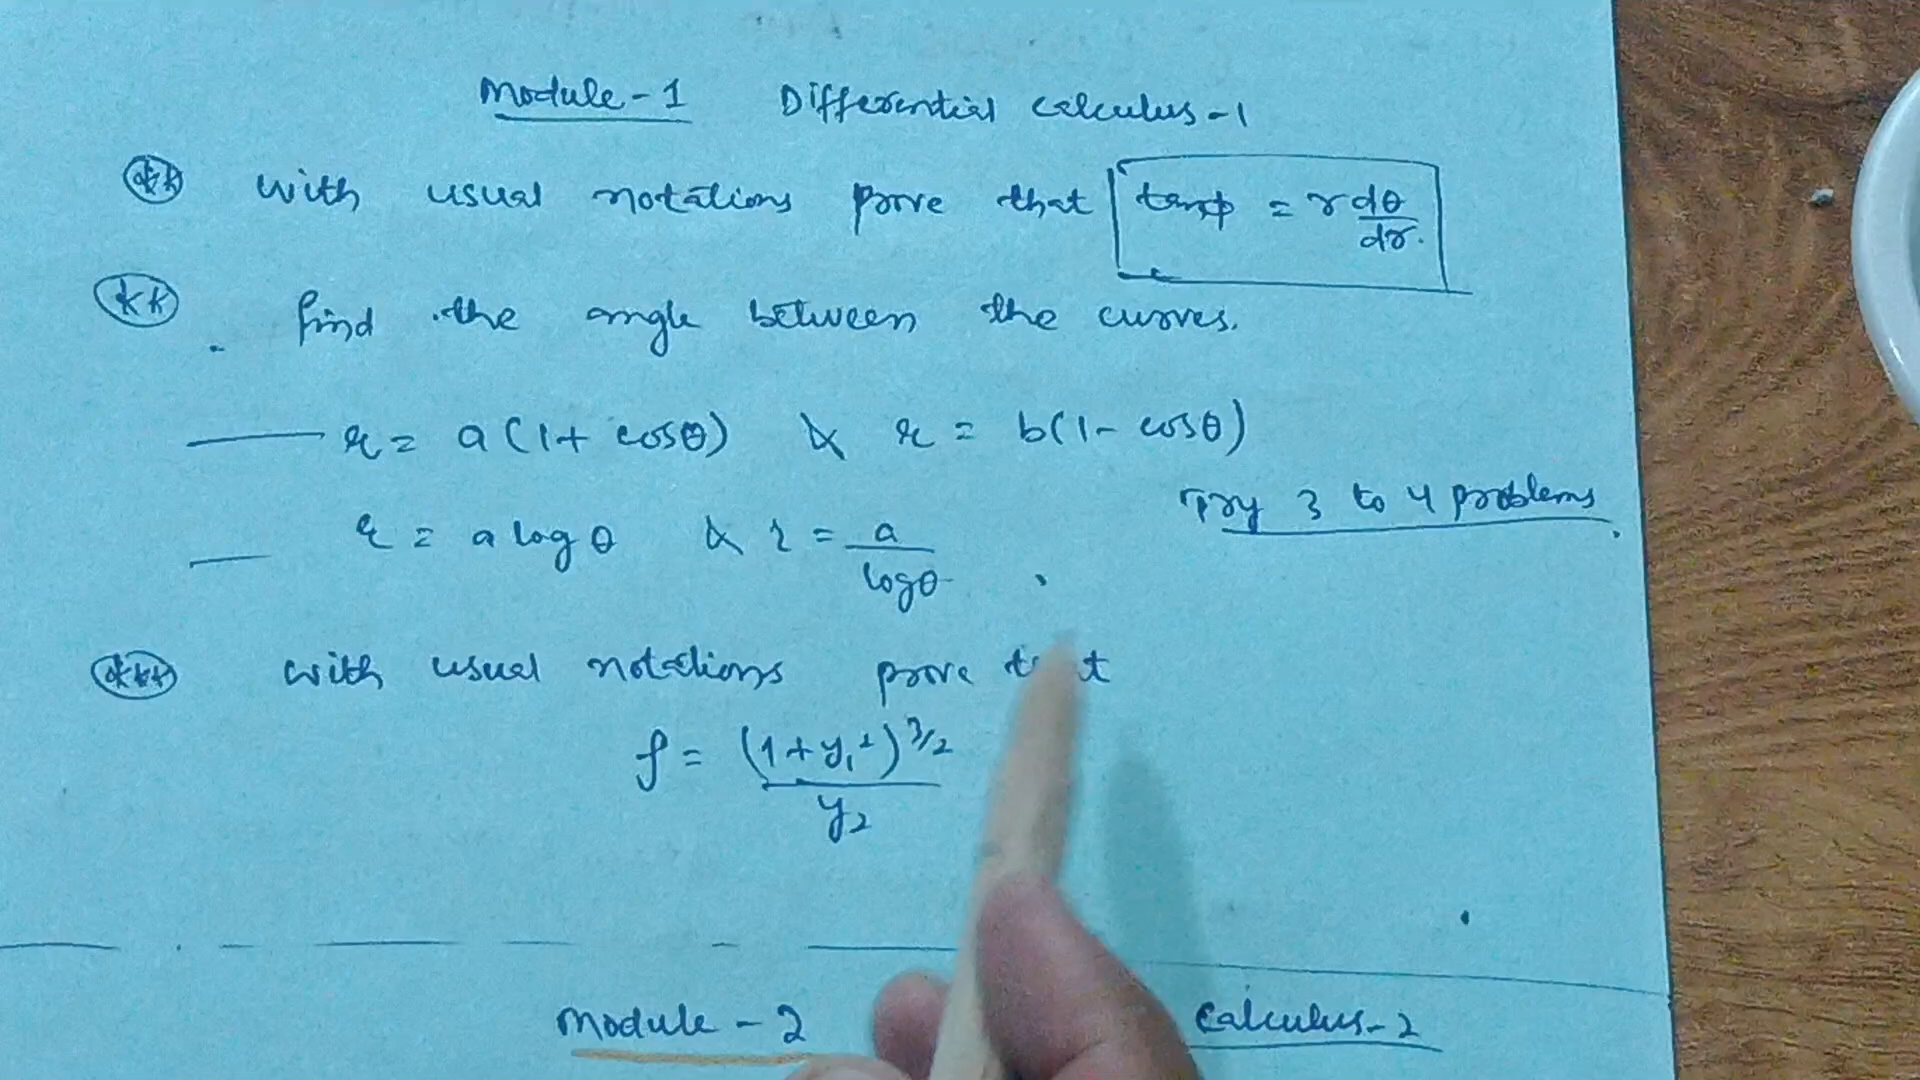 Module-1 Differential calculus-1
** with usual notations prove that tanφ = r dθ/dr.
** . find the angle between the curves.
— r = a(1+ cosθ) & r = b(1- cosθ)
Try 3 to 4 problems
— r = a log θ & r = a/logθ
*** with usual notations prove that
ρ = (1+y₁²)^3/2 / y₂
Module - 2 calculus-2